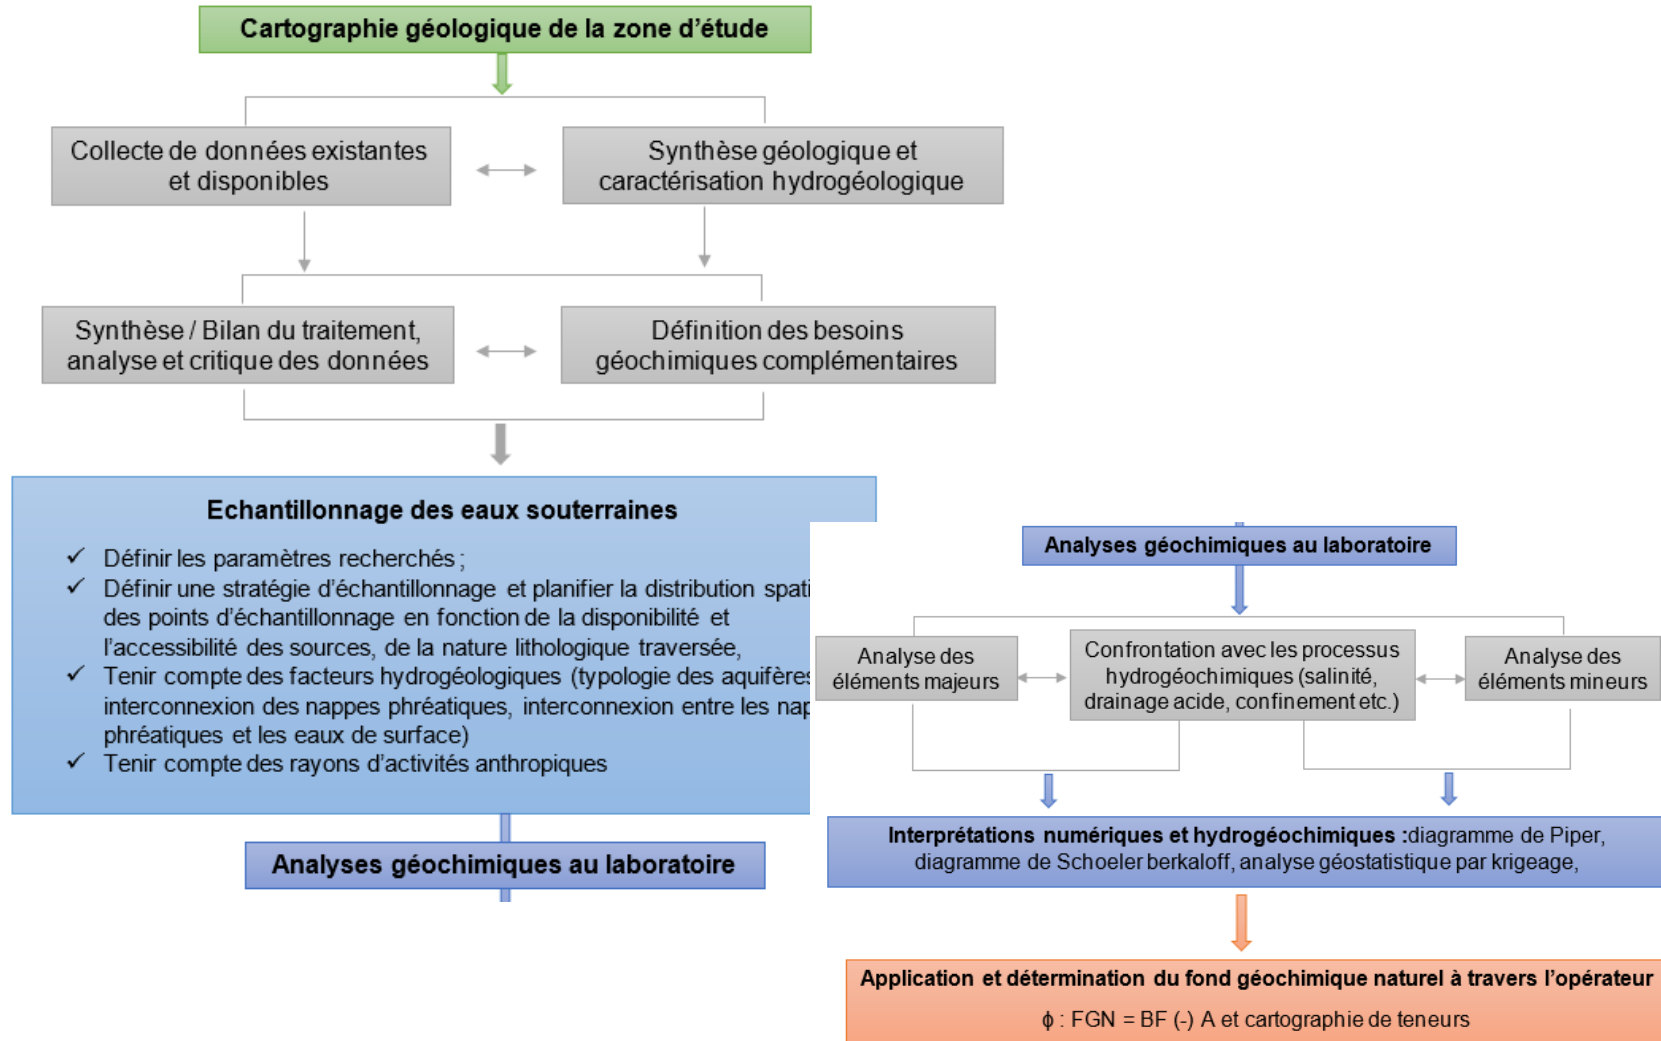 Cartographie géologique de la zone d'étude
Collecte de données existantes
et disponibles
Synthèse géologique et
caractérisation hydrogéologique
Synthèse / Bilan du traitement,
analyse et critique des données
Définition des besoins
géochimiques complémentaires
Echantillonnage des eaux souterraines
✓ Définir les paramètres recherchés ;
✓ Définir une stratégie d'échantillonnage et planifier la distribution spati
des points d'échantillonnage en fonction de la disponibilité et
l'accessibilité des sources, de la nature lithologique traversée,
✓ Tenir compte des facteurs hydrogéologiques (typologie des aquifères
interconnexion des nappes phréatiques, interconnexion entre les nap
phréatiques et les eaux de surface)
✓ Tenir compte des rayons d'activités anthropiques
Analyses géochimiques au laboratoire
Analyses géochimiques au laboratoire
Analyse des
éléments majeurs
Confrontation avec les processus
hydrogéochimiques (salinité,
drainage acide, confinement etc.)
Analyse des
éléments mineurs
Interprétations numériques et hydrogéochimiques :diagramme de Piper,
diagramme de Schoeler berkaloff, analyse géostatistique par krigeage,
Application et détermination du fond géochimique naturel à travers l'opérateur
ϕ : FGN = BF (-) A et cartographie de teneurs